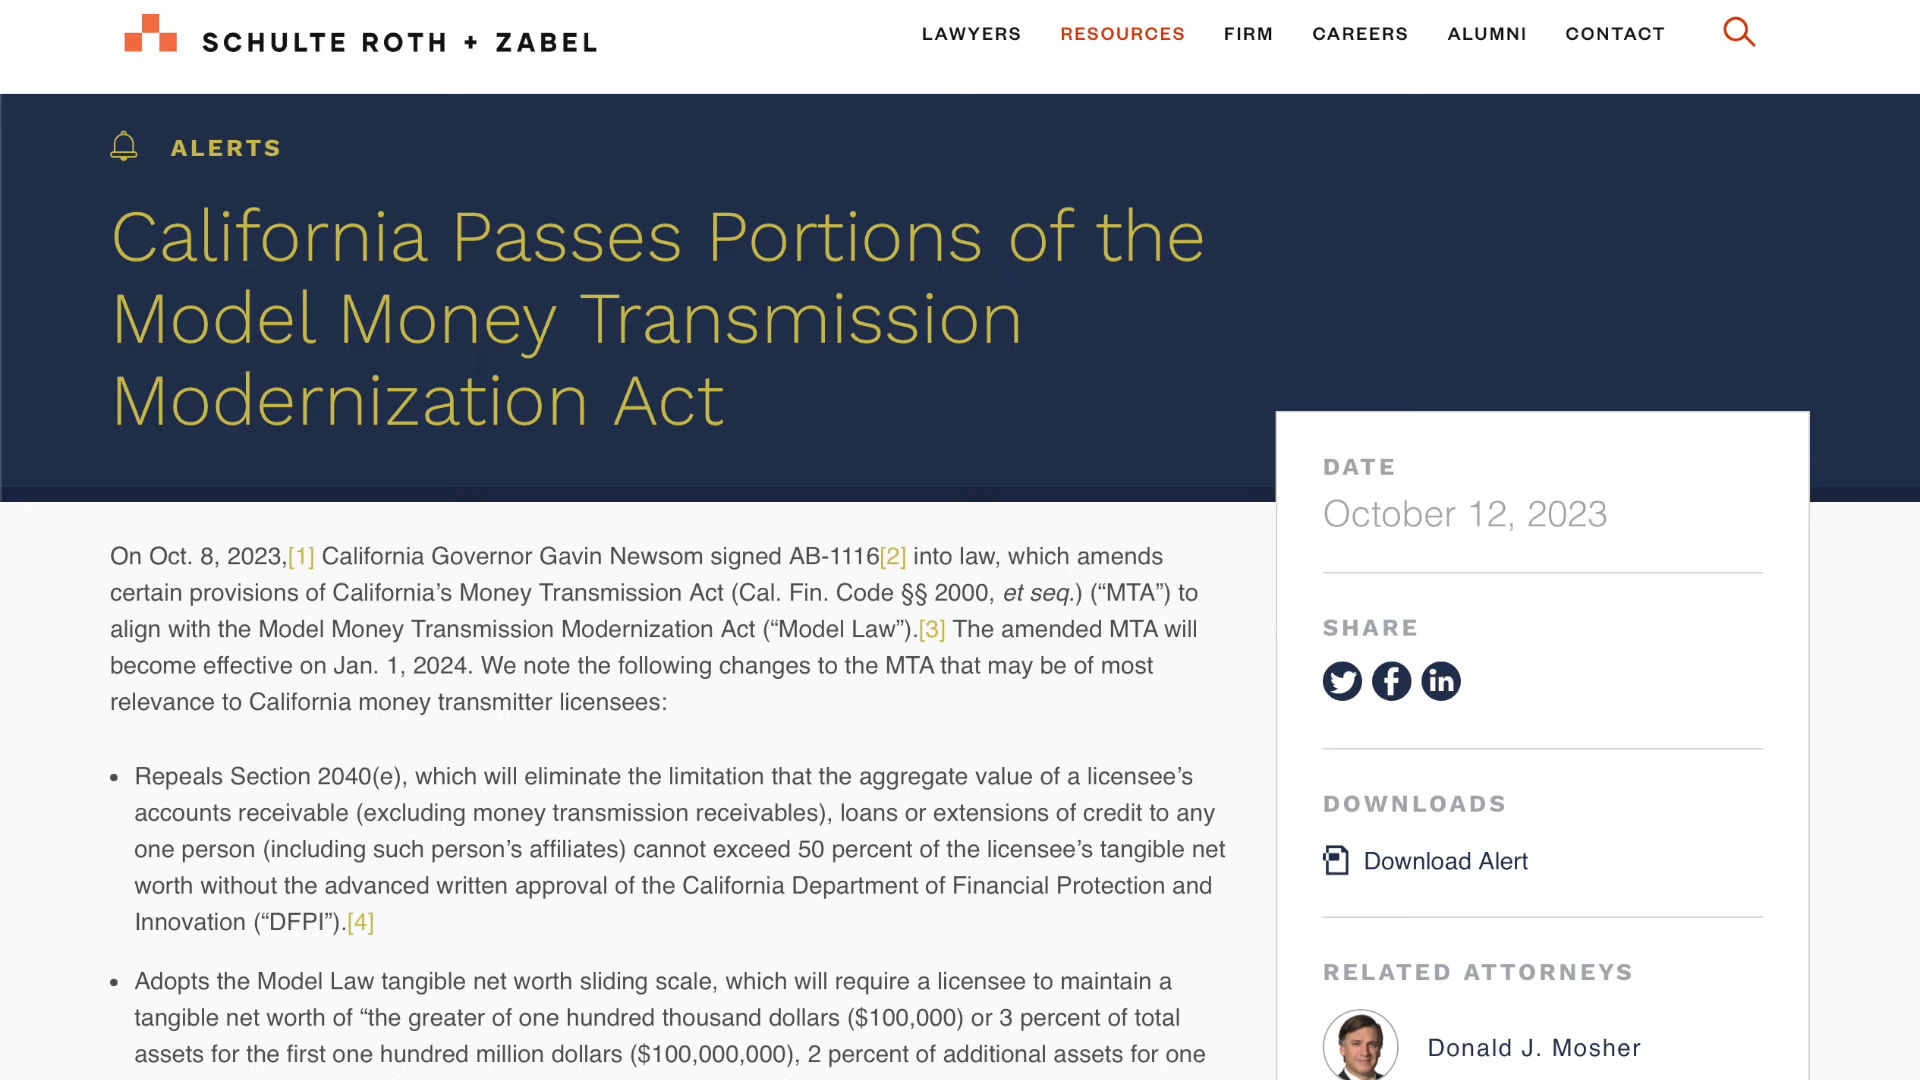 SCHULTE ROTH + ZABEL
LAWYERS RESOURCES FIRM CAREERS ALUMNI CONTACT
ALERTS
California Passes Portions of the
Model Money Transmission
Modernization Act
On Oct. 8, 2023,[1] California Governor Gavin Newsom signed AB-1116[2] into law, which amends
certain provisions of California’s Money Transmission Act (Cal. Fin. Code §§ 2000, et seq.) (“MTA”) to
align with the Model Money Transmission Modernization Act (“Model Law”).[3] The amended MTA will
become effective on Jan. 1, 2024. We note the following changes to the MTA that may be of most
relevance to California money transmitter licensees:
• Repeals Section 2040(e), which will eliminate the limitation that the aggregate value of a licensee’s
accounts receivable (excluding money transmission receivables), loans or extensions of credit to any
one person (including such person’s affiliates) cannot exceed 50 percent of the licensee’s tangible net
worth without the advanced written approval of the California Department of Financial Protection and
Innovation (“DFPI”).[4]
• Adopts the Model Law tangible net worth sliding scale, which will require a licensee to maintain a
tangible net worth of “the greater of one hundred thousand dollars ($100,000) or 3 percent of total
assets for the first one hundred million dollars ($100,000,000), 2 percent of additional assets for one
DATE
October 12, 2023
SHARE
DOWNLOADS
Download Alert
RELATED ATTORNEYS
Donald J. Mosher